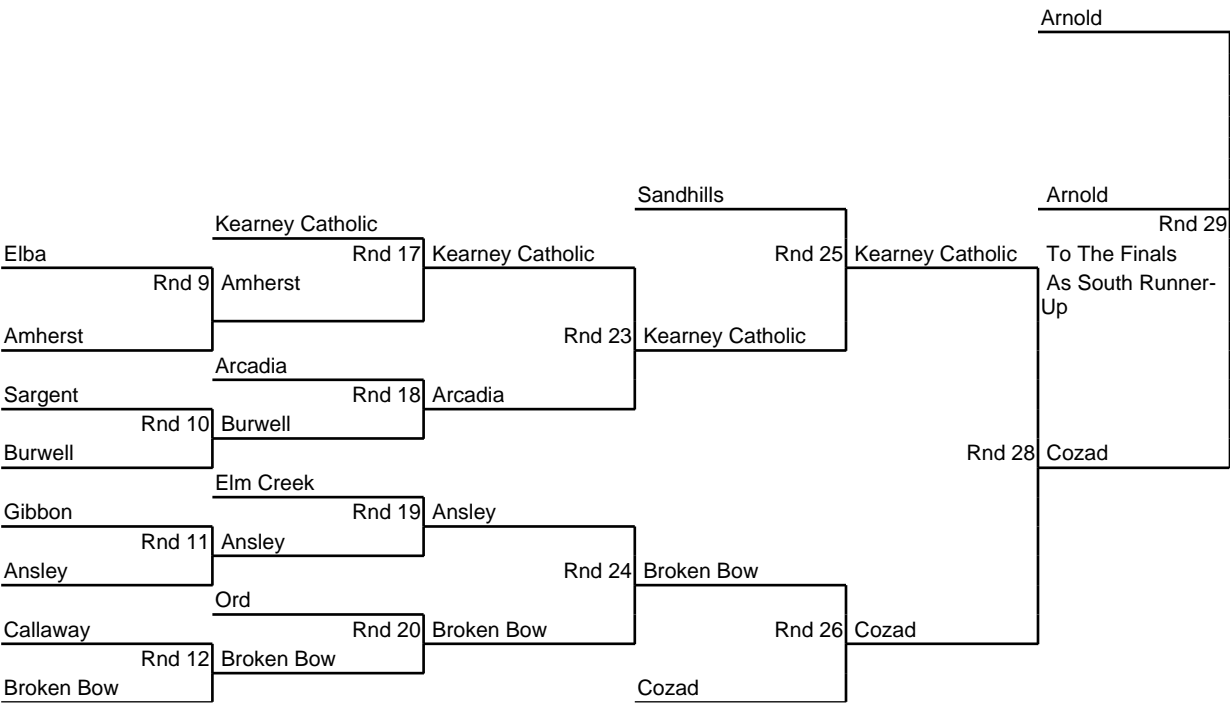 Arnold
Sandhills
Arnold
Kearney Catholic
Rnd 29
Elba
Rnd 17
Kearney Catholic
Rnd 25
Kearney Catholic
To The Finals
Rnd 9
Amherst
As South Runner-
Up
Amherst
Rnd 23
Kearney Catholic
Arcadia
Sargent
Rnd 18
Arcadia
Rnd 10
Burwell
Burwell
Rnd 28
Cozad
Elm Creek
Gibbon
Rnd 19
Ansley
Rnd 11
Ansley
Ansley
Rnd 24
Broken Bow
Ord
Callaway
Rnd 20
Broken Bow
Rnd 26
Cozad
Rnd 12
Broken Bow
Broken Bow
Cozad